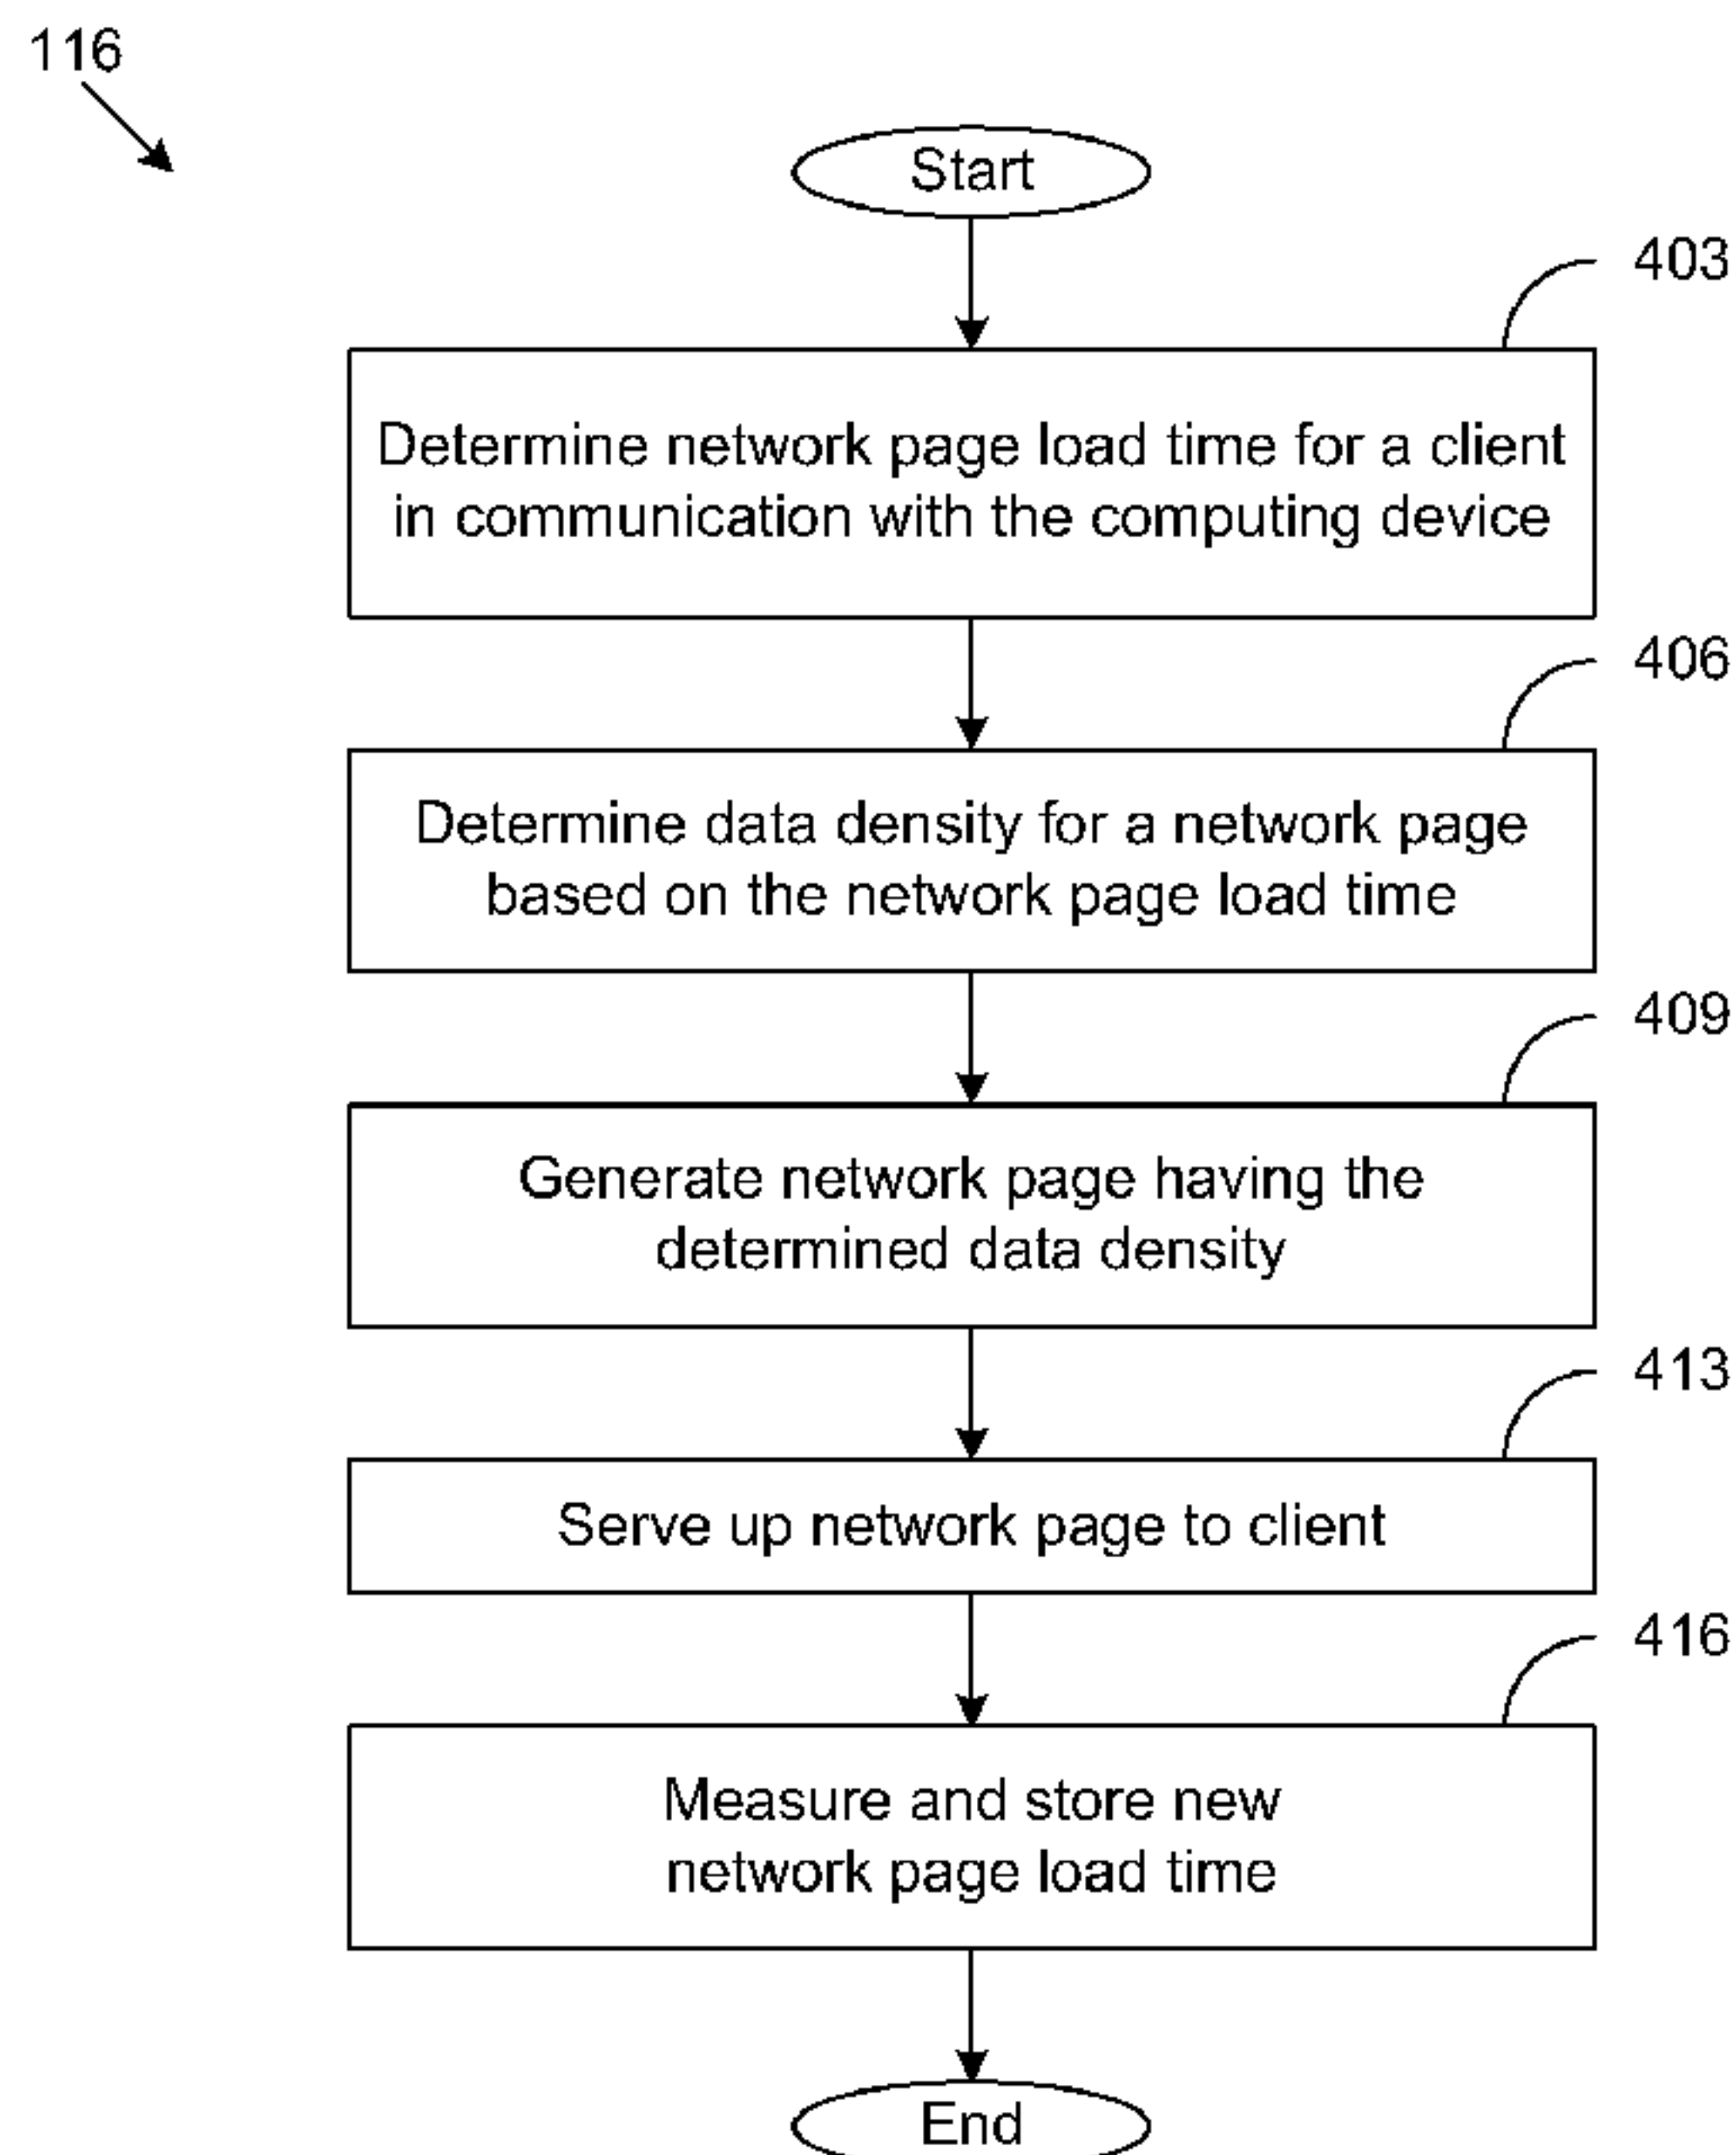 116
Start
403
Determine network page load time for a client
in communication with the computing device
406
Determine data density for a network page
based on the network page load time
409
Generate network page having the
determined data density
413
Serve up network page to client
416
Measure and store new
network page load time
End